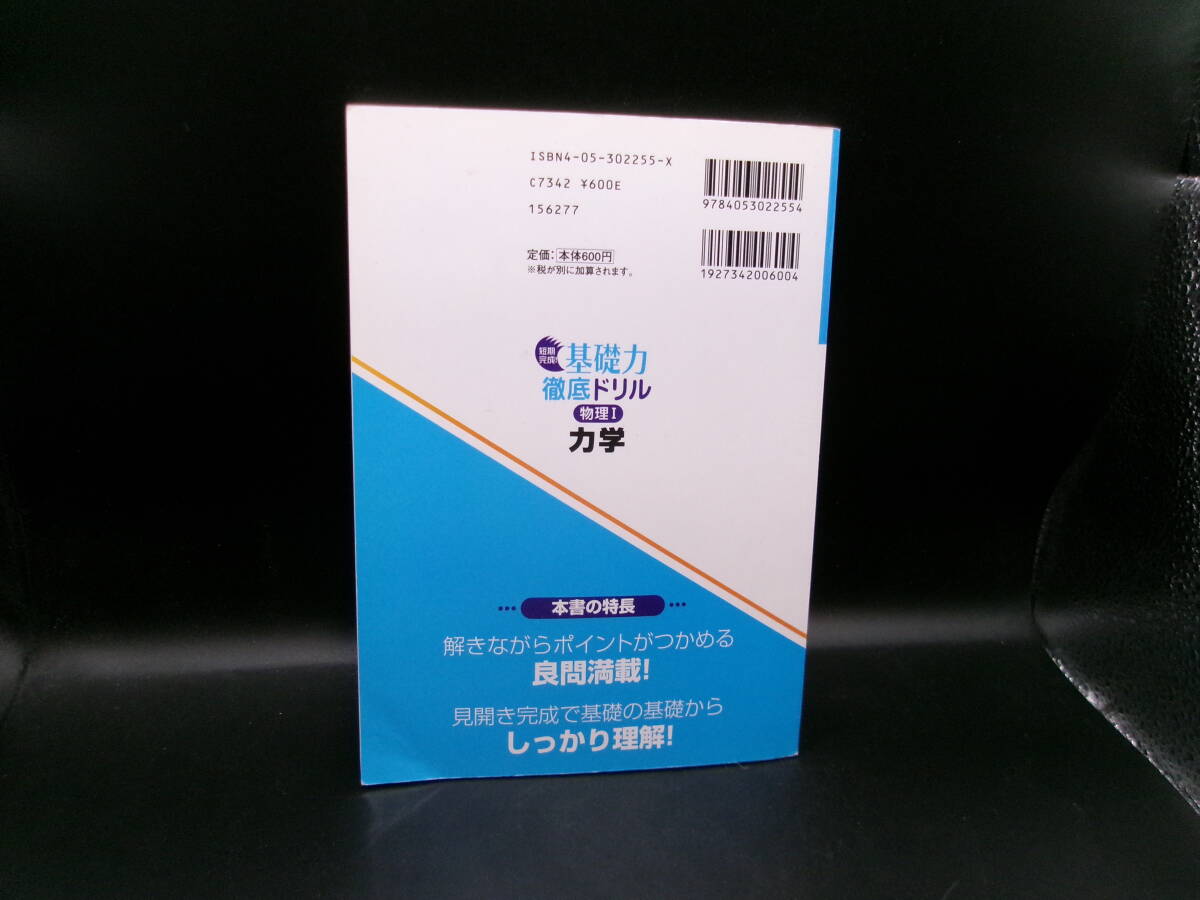 ISBN4-05-302255-X
C7342 ¥600E
156277
9784053022554
定価：本体600円
※税が別に加算されます。
1927342006004
短期
完成！
基礎力
徹底ドリル
物理Ⅰ
力学
本書の特長
解きながらポイントがつかめる
良問満載！
見開き完成で基礎の基礎から
しっかり理解！